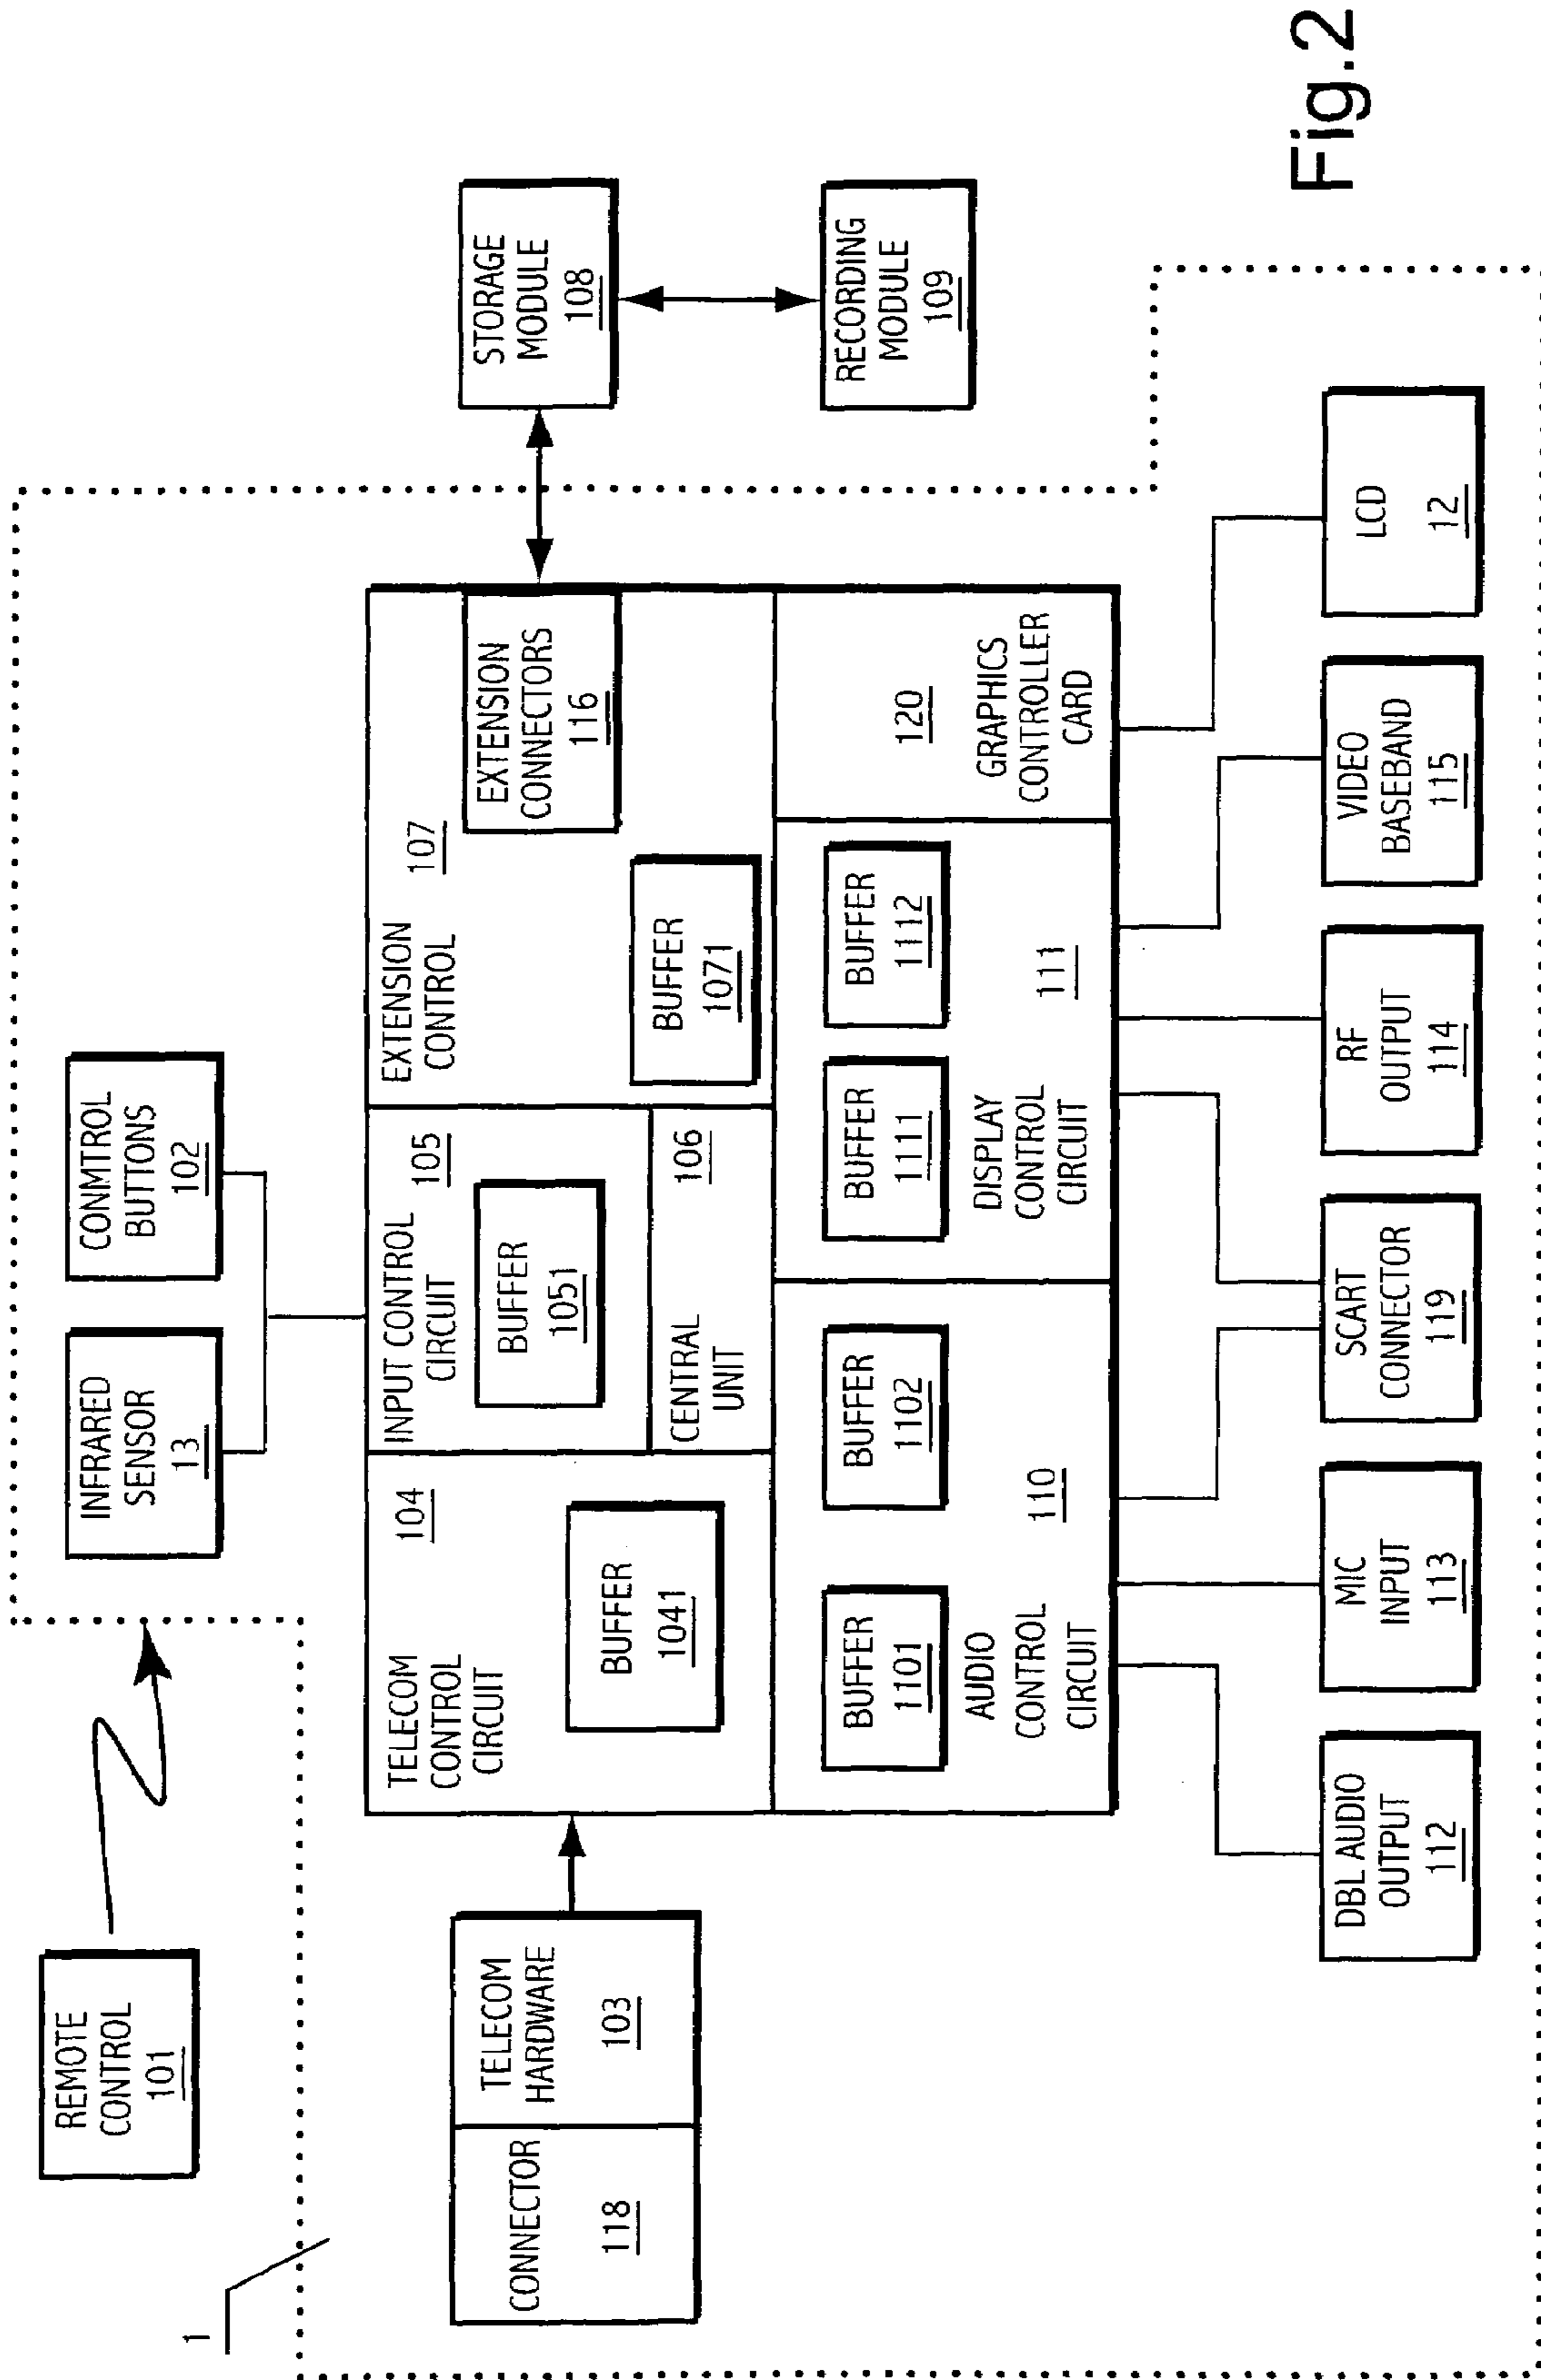 1
REMOTE
CONTROL
101
INFRARED
SENSOR
13
CONMTROL
BUTTONS
102
CONNECTOR
118
TELECOM
HARDWARE
103
TELECOM
CONTROL
CIRCUIT
104
BUFFER
1041
INPUT CONTROL
CIRCUIT
105
BUFFER
1051
CENTRAL
UNIT
106
EXTENSION
CONTROL
107
BUFFER
1071
EXTENSION
CONNECTORS
116
STORAGE
MODULE
108
RECORDING
MODULE
109
BUFFER
1101
BUFFER
1102
AUDIO
CONTROL
CIRCUIT
110
BUFFER
1111
BUFFER
1112
DISPLAY
CONTROL
CIRCUIT
111
120
GRAPHICS
CONTROLLER
CARD
DBL AUDIO
OUTPUT
112
MIC
INPUT
113
SCART
CONNECTOR
119
RF
OUTPUT
114
VIDEO
BASEBAND
115
LCD
12
Fig.2